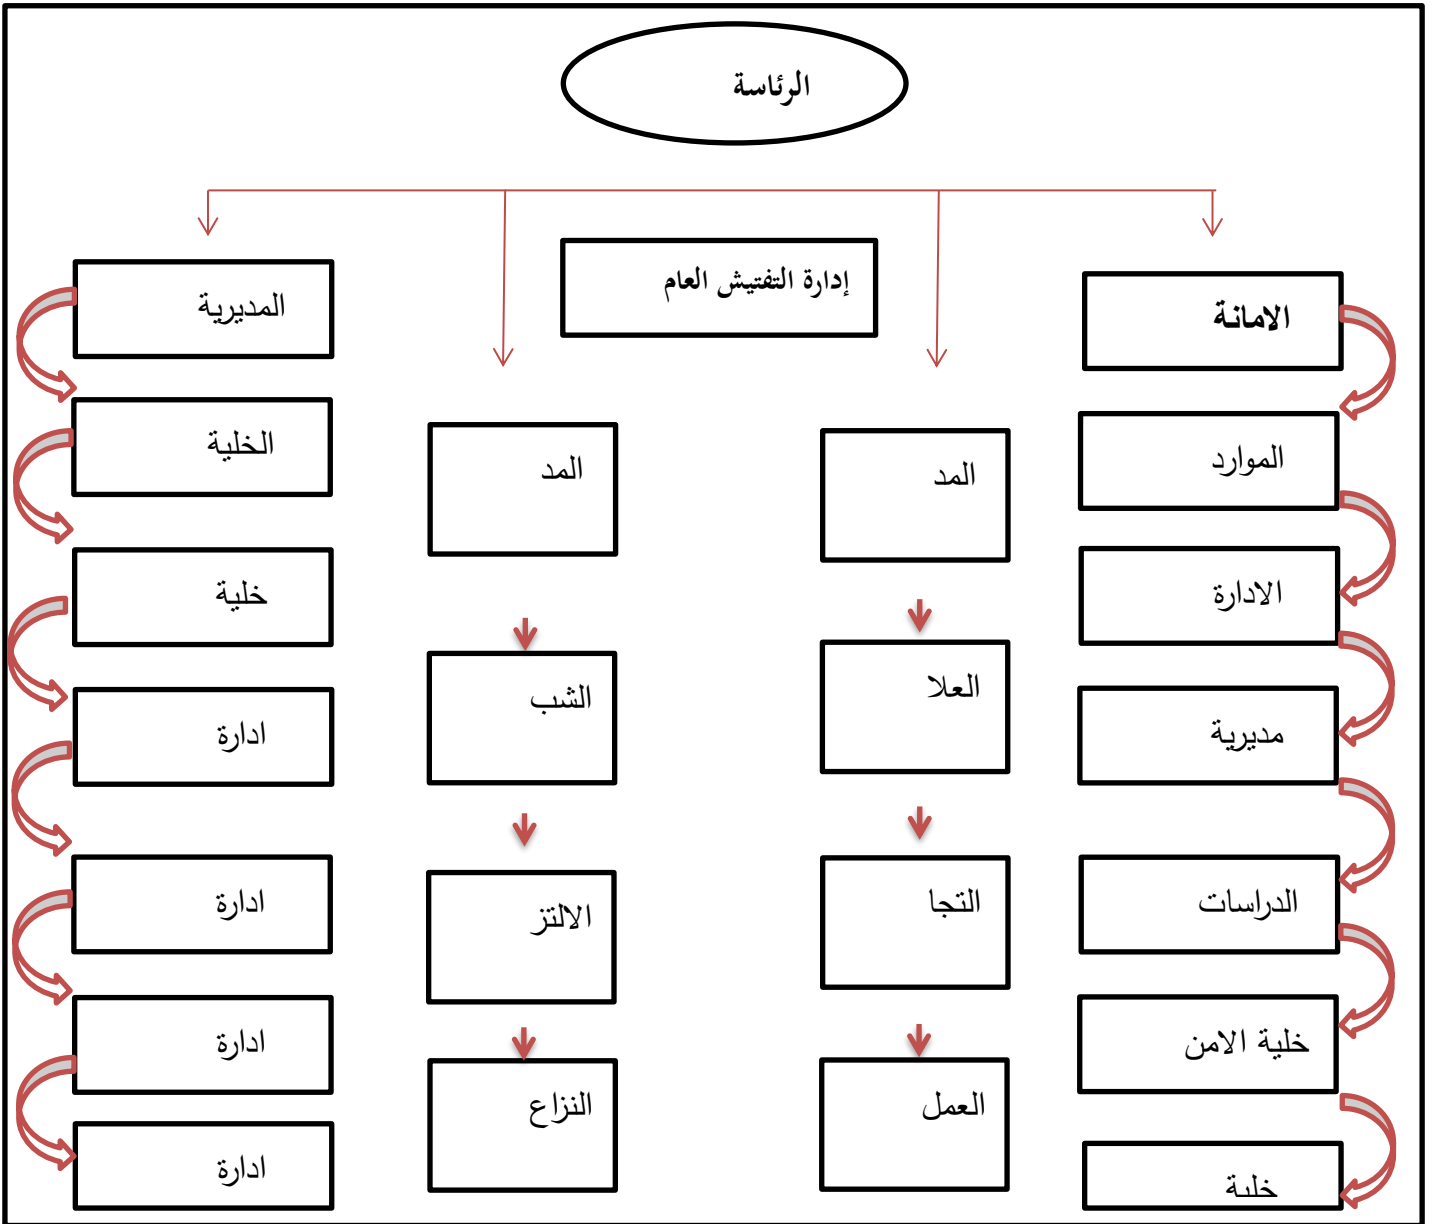 الرئاسة
إدارة التفتيش العام
الامانة
الموارد
الادارة
مديرية
الدراسات
خلية الامن
خلية
المد
العلا
التجا
العمل
المد
الشب
الالتز
النزاع
المديرية
الخلية
خلية
ادارة
ادارة
ادارة
ادارة